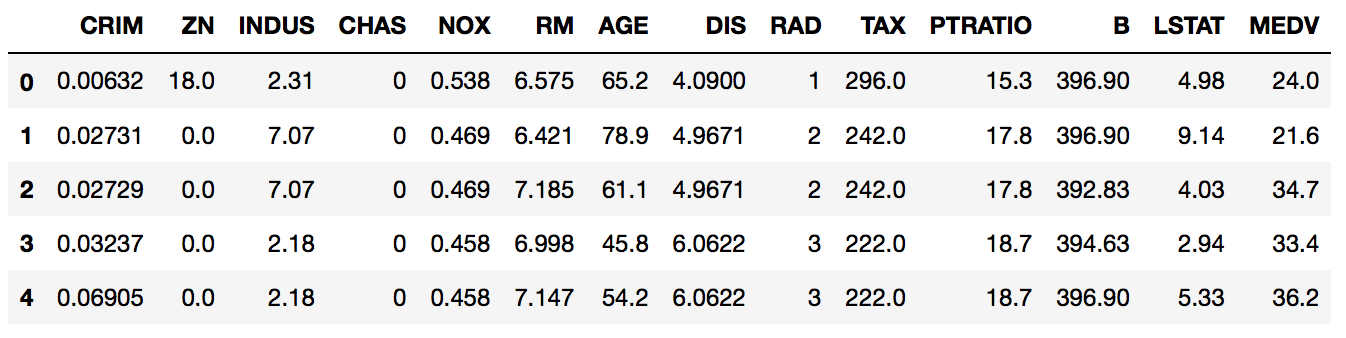 CRIM ZN INDUS CHAS NOX RM AGE DIS RAD TAX PTRATIO B LSTAT MEDV
0 0.00632 18.0 2.31 0 0.538 6.575 65.2 4.0900 1 296.0 15.3 396.90 4.98 24.0
1 0.02731 0.0 7.07 0 0.469 6.421 78.9 4.9671 2 242.0 17.8 396.90 9.14 21.6
2 0.02729 0.0 7.07 0 0.469 7.185 61.1 4.9671 2 242.0 17.8 392.83 4.03 34.7
3 0.03237 0.0 2.18 0 0.458 6.998 45.8 6.0622 3 222.0 18.7 394.63 2.94 33.4
4 0.06905 0.0 2.18 0 0.458 7.147 54.2 6.0622 3 222.0 18.7 396.90 5.33 36.2